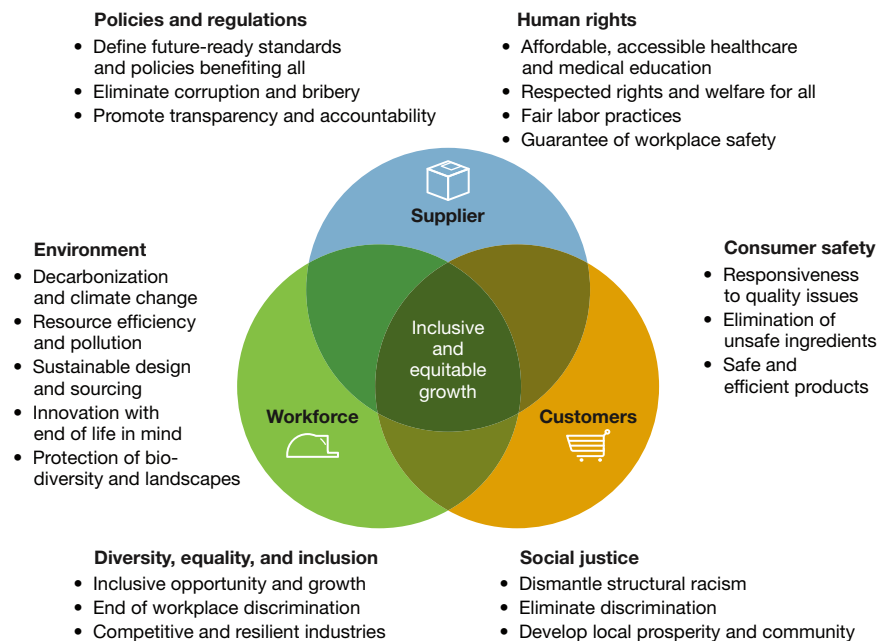 Policies and regulations
• Define future-ready standards
and policies benefiting all
• Eliminate corruption and bribery
• Promote transparency and accountability
Human rights
• Affordable, accessible healthcare
and medical education
• Respected rights and welfare for all
• Fair labor practices
• Guarantee of workplace safety
Supplier
Environment
• Decarbonization
and climate change
• Resource efficiency
and pollution
• Sustainable design
and sourcing
• Innovation with
end of life in mind
• Protection of bio-
diversity and landscapes
Inclusive
and
equitable
growth
Workforce
Customers
Consumer safety
• Responsiveness
to quality issues
• Elimination of
unsafe ingredients
• Safe and
efficient products
Diversity, equality, and inclusion
• Inclusive opportunity and growth
• End of workplace discrimination
• Competitive and resilient industries
Social justice
• Dismantle structural racism
• Eliminate discrimination
• Develop local prosperity and community